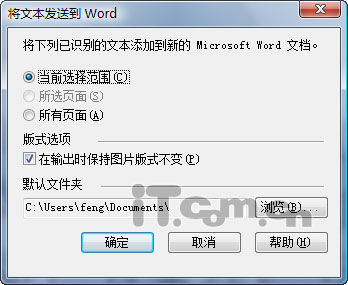 将文本发送到 Word
将下列已识别的文本添加到新的 Microsoft Word 文档。
当前选择范围(C)
所选页面(S)
所有页面(A)
版式选项
在输出时保持图片版式不变(P)
默认文件夹
iT.com.cn
C:\Users\feng\Documents\
浏览(B)...
确定
取消
帮助(H)